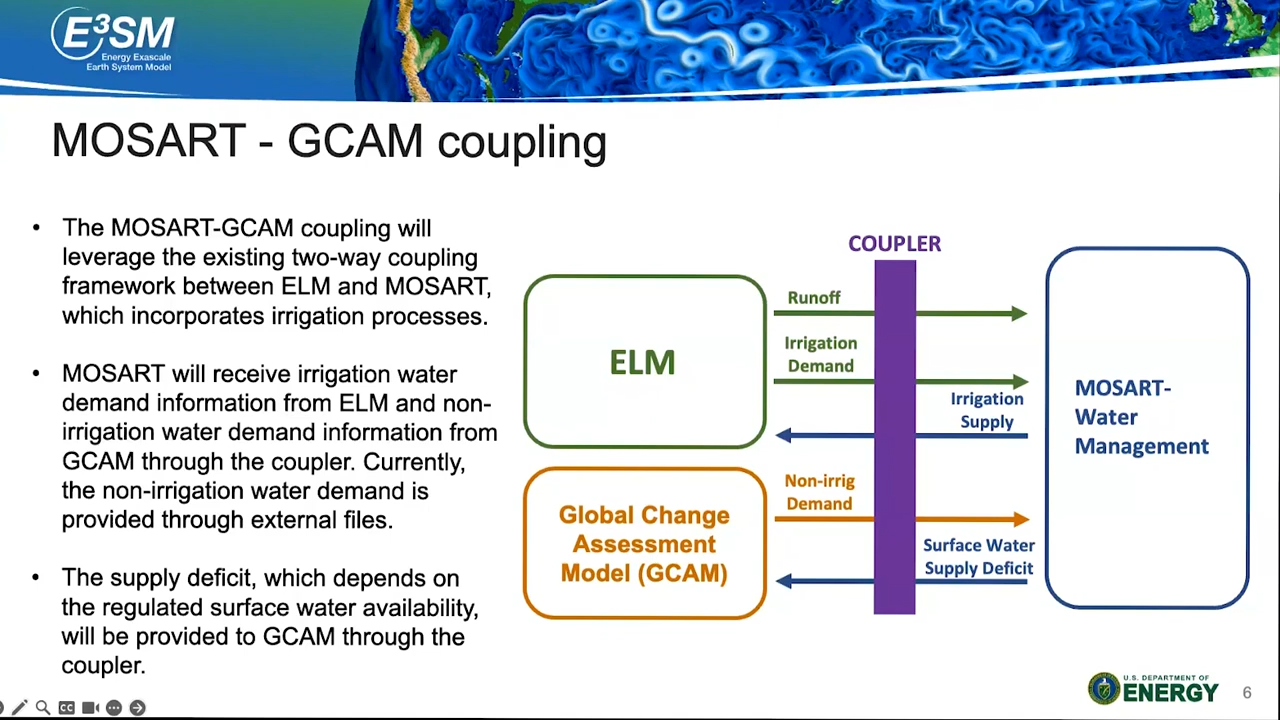 E³SM
Energy Exascale
Earth System Model
MOSART - GCAM coupling
• The MOSART-GCAM coupling will
leverage the existing two-way coupling
framework between ELM and MOSART,
which incorporates irrigation processes.
• MOSART will receive irrigation water
demand information from ELM and non-
irrigation water demand information from
GCAM through the coupler. Currently,
the non-irrigation water demand is
provided through external files.
• The supply deficit, which depends on
the regulated surface water availability,
will be provided to GCAM through the
coupler.
COUPLER
ELM
Runoff
Irrigation
Demand
Irrigation
Supply
Global Change
Assessment
Model (GCAM)
Non-irrig
Demand
Surface Water
Supply Deficit
MOSART-
Water
Management
U.S. DEPARTMENT OF
ENERGY
6
CC